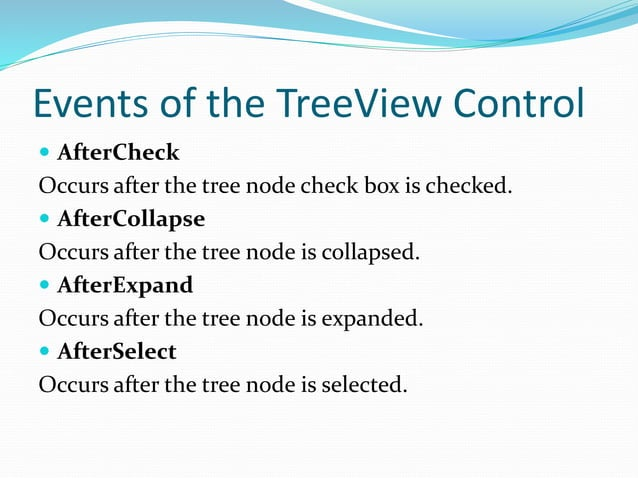 Events of the TreeView Control
• AfterCheck
Occurs after the tree node check box is checked.
• AfterCollapse
Occurs after the tree node is collapsed.
• AfterExpand
Occurs after the tree node is expanded.
• AfterSelect
Occurs after the tree node is selected.